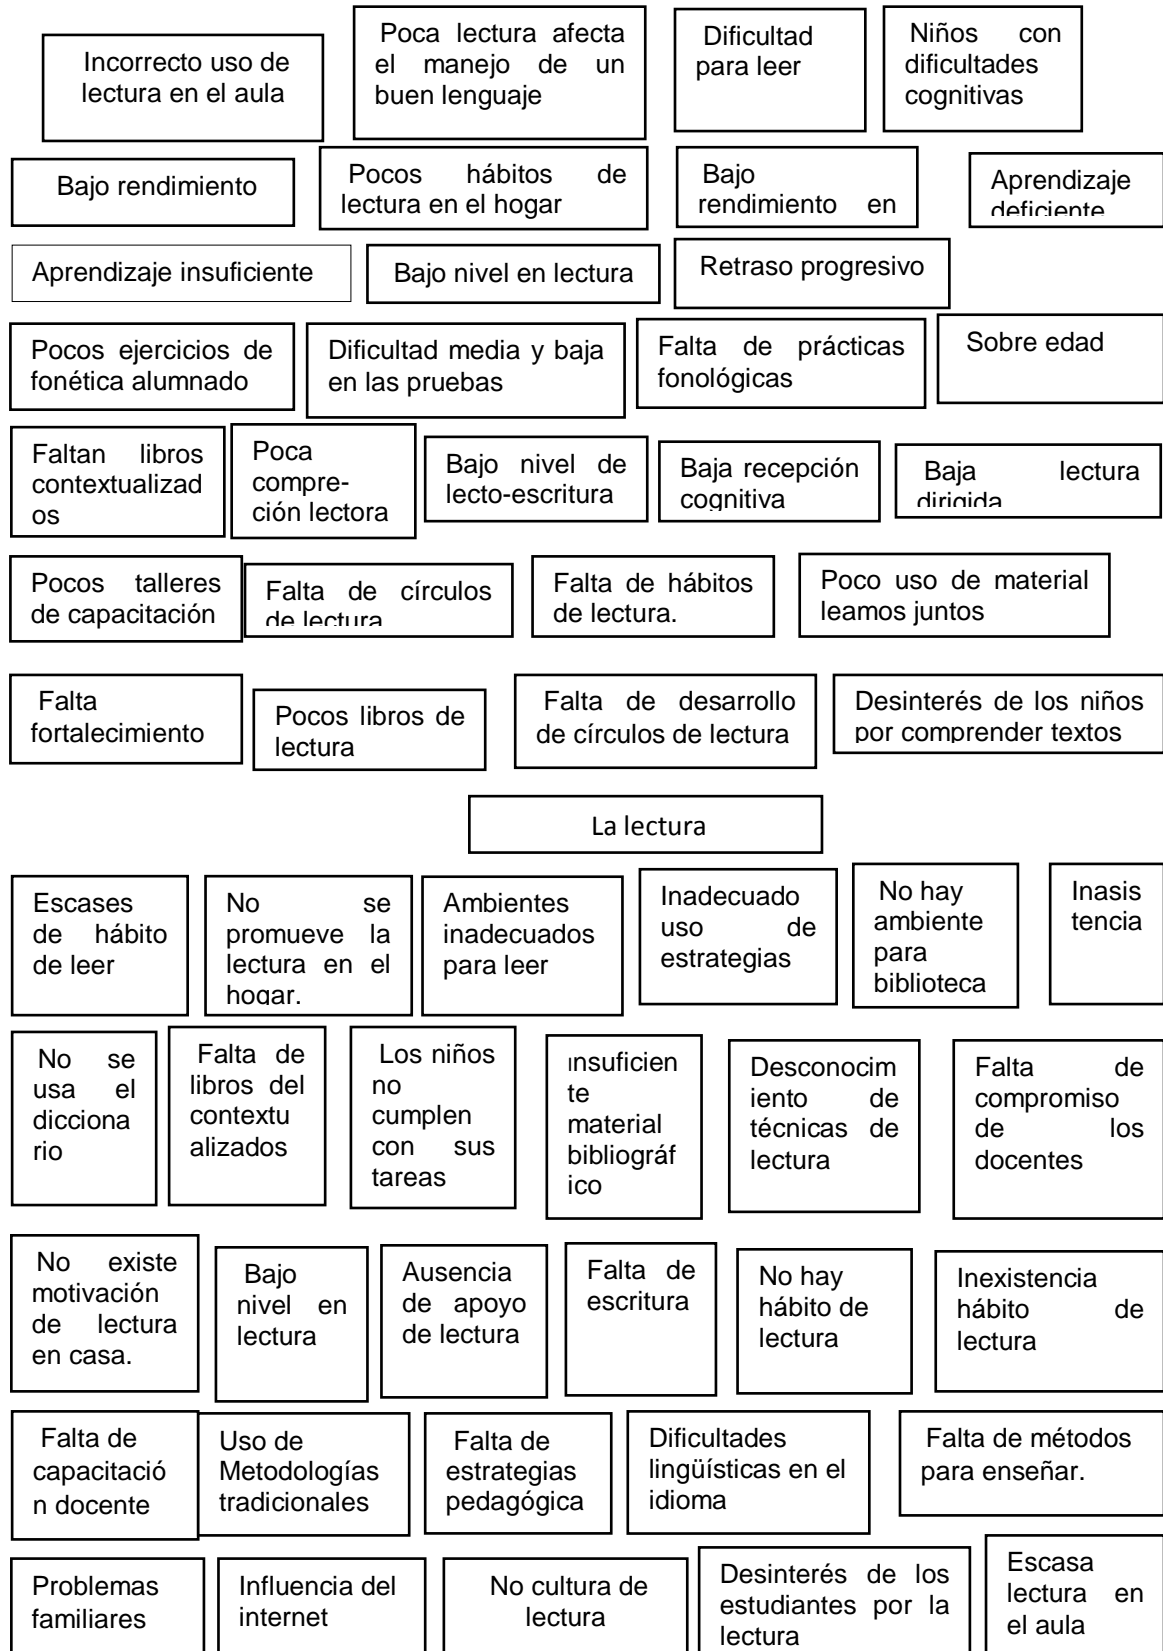 Incorrecto uso de
lectura en el aula
Poca lectura afecta
el manejo de un
buen lenguaje
Dificultad
para leer
Niños con
dificultades
cognitivas
Bajo rendimiento
Pocos hábitos de
lectura en el hogar
Bajo
rendimiento en
Aprendizaje
deficiente
Aprendizaje insuficiente
Bajo nivel en lectura
Retraso progresivo
Pocos ejercicios de
fonética alumnado
Dificultad media y baja
en las pruebas
Falta de prácticas
fonológicas
Sobre edad
Faltan libros
contextualizad
os
Poca
compre-
ción lectora
Bajo nivel de
lecto-escritura
Baja recepción
cognitiva
Baja lectura
dirigida
Pocos talleres
de capacitación
Falta de círculos
de lectura
Falta de hábitos
de lectura.
Poco uso de material
leamos juntos
Falta
fortalecimiento
Pocos libros de
lectura
Falta de desarrollo
de círculos de lectura
Desinterés de los niños
por comprender textos
La lectura
Escases
de hábito
de leer
No se
promueve la
lectura en el
hogar.
Ambientes
inadecuados
para leer
Inadecuado
uso de
estrategias
No hay
ambiente
para
biblioteca
Inasis
tencia
No se
usa el
dicciona
rio
Falta de
libros del
contextu
alizados
Los niños
no
cumplen
con sus
tareas
Insuficien
te
material
bibliográf
ico
Desconocim
iento de
técnicas de
lectura
Falta de
compromiso
de los
docentes
No existe
motivación
de lectura
en casa.
Bajo
nivel en
lectura
Ausencia
de apoyo
de lectura
Falta de
escritura
No hay
hábito de
lectura
Inexistencia
hábito de
lectura
Falta de
capacitació
n docente
Uso de
Metodologías
tradicionales
Falta de
estrategias
pedagógica
Dificultades
lingüísticas en el
idioma
Falta de métodos
para enseñar.
Problemas
familiares
Influencia del
internet
No cultura de
lectura
Desinterés de los
estudiantes por la
lectura
Escasa
lectura en
el aula